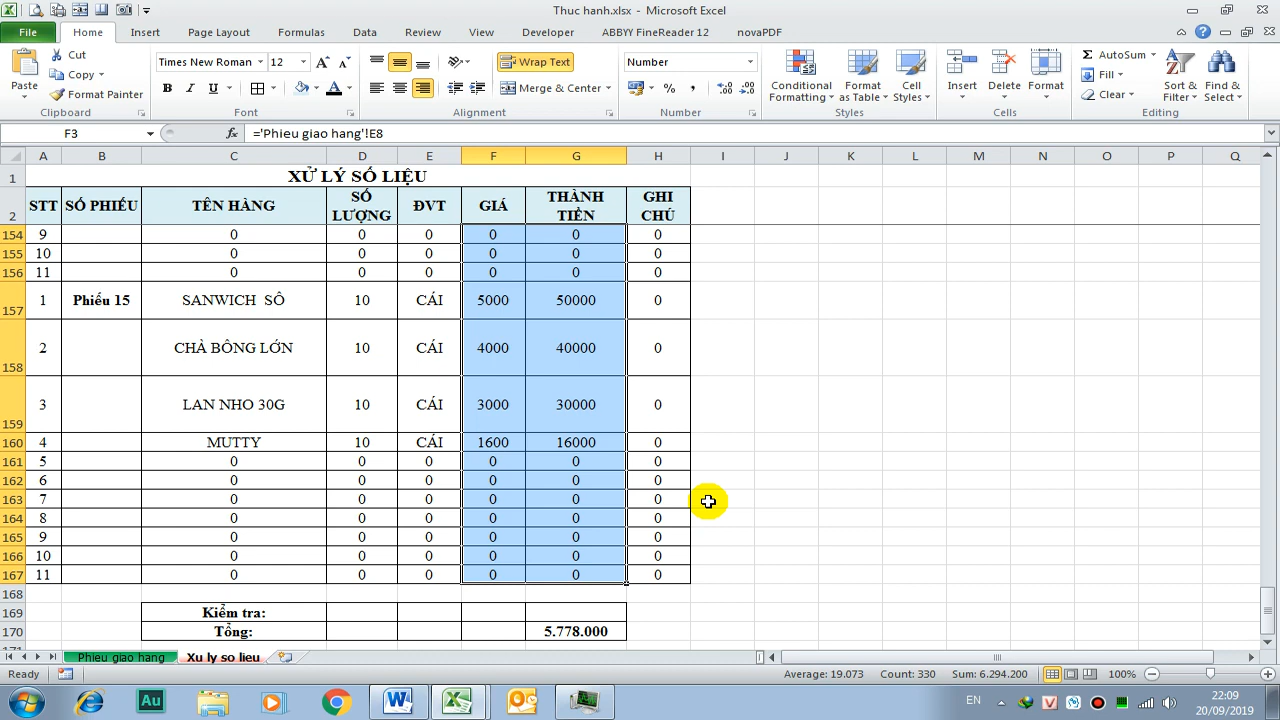 Thuc hanh.xlsx - Microsoft Excel
File Home Insert Page Layout Formulas Data Review View Developer ABBYY FineReader 12 novaPDF
Paste Cut Times New Roman 12 Wrap Text Number Conditional Formatting Format as Table Cell Styles Insert Delete Format AutoSum Sort & Filter Find & Select
Copy Fill
Format Painter B I U Merge & Center Clear
Clipboard Font Alignment Number Styles Cells Editing
F3 fx ='Phieu giao hang'!E8
A B C D E F G H I J K L M N O P Q
1 XỬ LÝ SỐ LIỆU
2 STT SỐ PHIẾU TÊN HÀNG SỐ LƯỢNG ĐVT GIÁ THÀNH TIỀN GHI CHÚ
154 9 0 0 0 0 0 0
155 10 0 0 0 0 0 0
156 11 0 0 0 0 0 0
157 1 Phiếu 15 SANWICH SÔ 10 CÁI 5000 50000 0
158 2 CHÀ BÔNG LỚN 10 CÁI 4000 40000 0
159 3 LAN NHO 30G 10 CÁI 3000 30000 0
160 4 MUTTY 10 CÁI 1600 16000 0
161 5 0 0 0 0 0 0
162 6 0 0 0 0 0 0
163 7 0 0 0 0 0 0
164 8 0 0 0 0 0 0
165 9 0 0 0 0 0 0
166 10 0 0 0 0 0 0
167 11 0 0 0 0 0 0
168
169 Kiểm tra:
170 Tổng: 5.778.000
171
Phieu giao hang Xu ly so lieu
Ready Average: 19.073 Count: 330 Sum: 6.294.200 100%
Au EN 22:09
20/09/2019